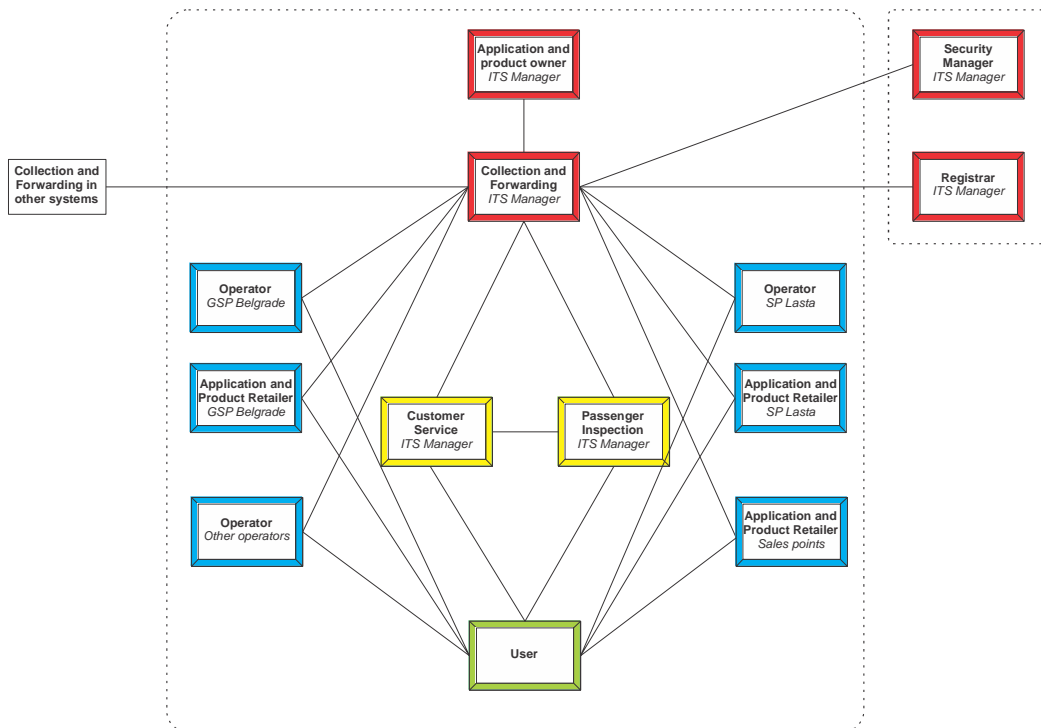 Application and
product owner
ITS Manager
Security
Manager
ITS Manager
Collection and
Forwarding in
other systems
Collection and
Forwarding
ITS Manager
Registrar
ITS Manager
Operator
GSP Belgrade
Operator
SP Lasta
Application and
Product Retailer
GSP Belgrade
Application and
Product Retailer
SP Lasta
Customer
Service
ITS Manager
Passenger
Inspection
ITS Manager
Operator
Other operators
Application and
Product Retailer
Sales points
User